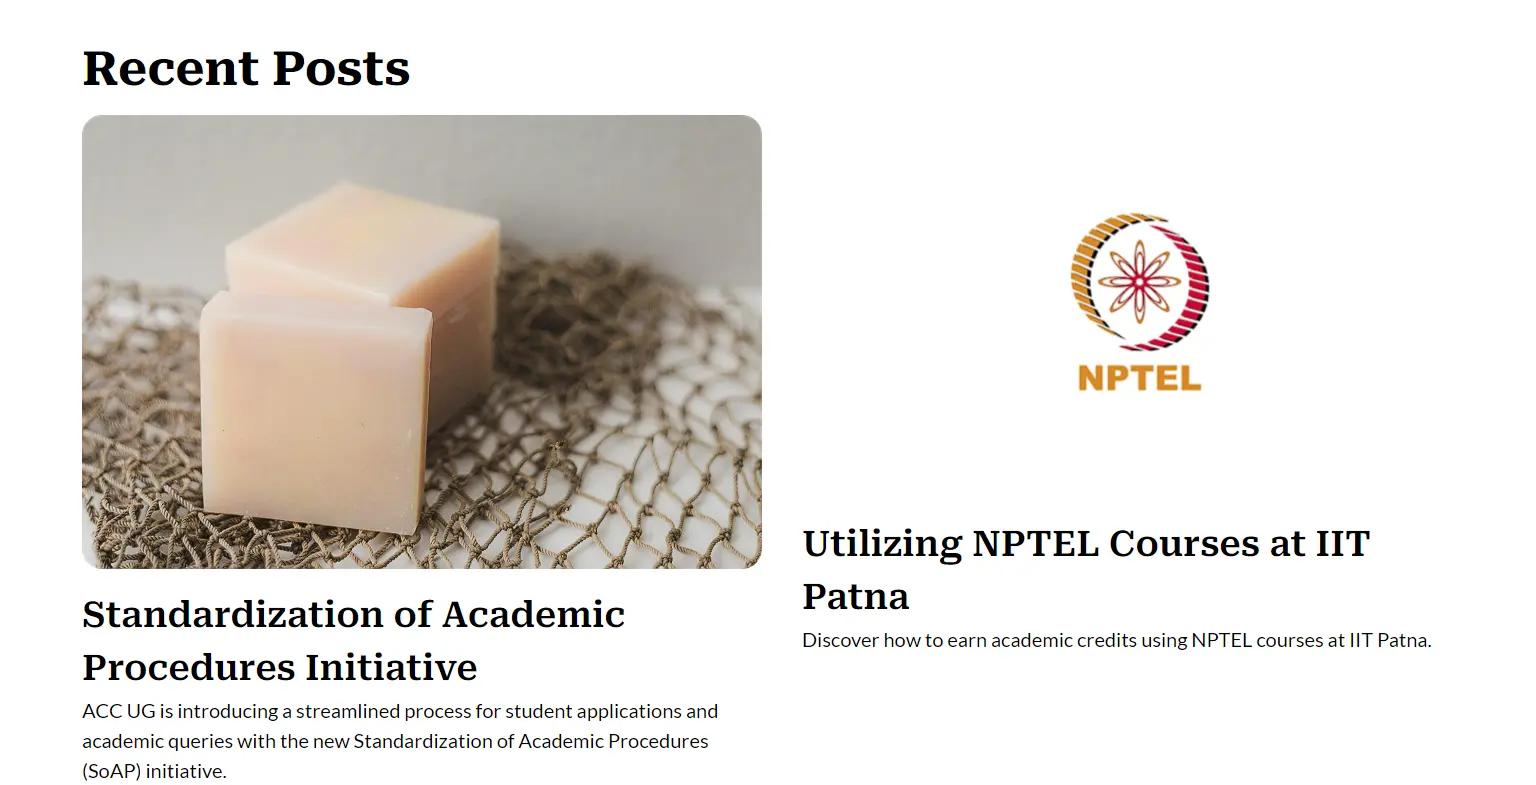 Recent Posts
NPTEL
Standardization of Academic
Procedures Initiative
ACC UG is introducing a streamlined process for student applications and
academic queries with the new Standardization of Academic Procedures
(SoAP) initiative.
Utilizing NPTEL Courses at IIT
Patna
Discover how to earn academic credits using NPTEL courses at IIT Patna.